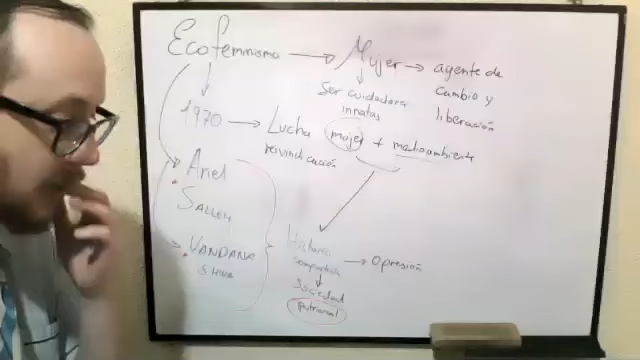 Ecofeminismo → Mujer → agente de
cambio y
liberación
Ser cuidadora
innatas
1970 → Lucha mujer + medioambiente
reivindicación
Ariel
SALLEH
VANDANA
SHIVA
Historia
→ Opresión
Sociedad
patriarcal